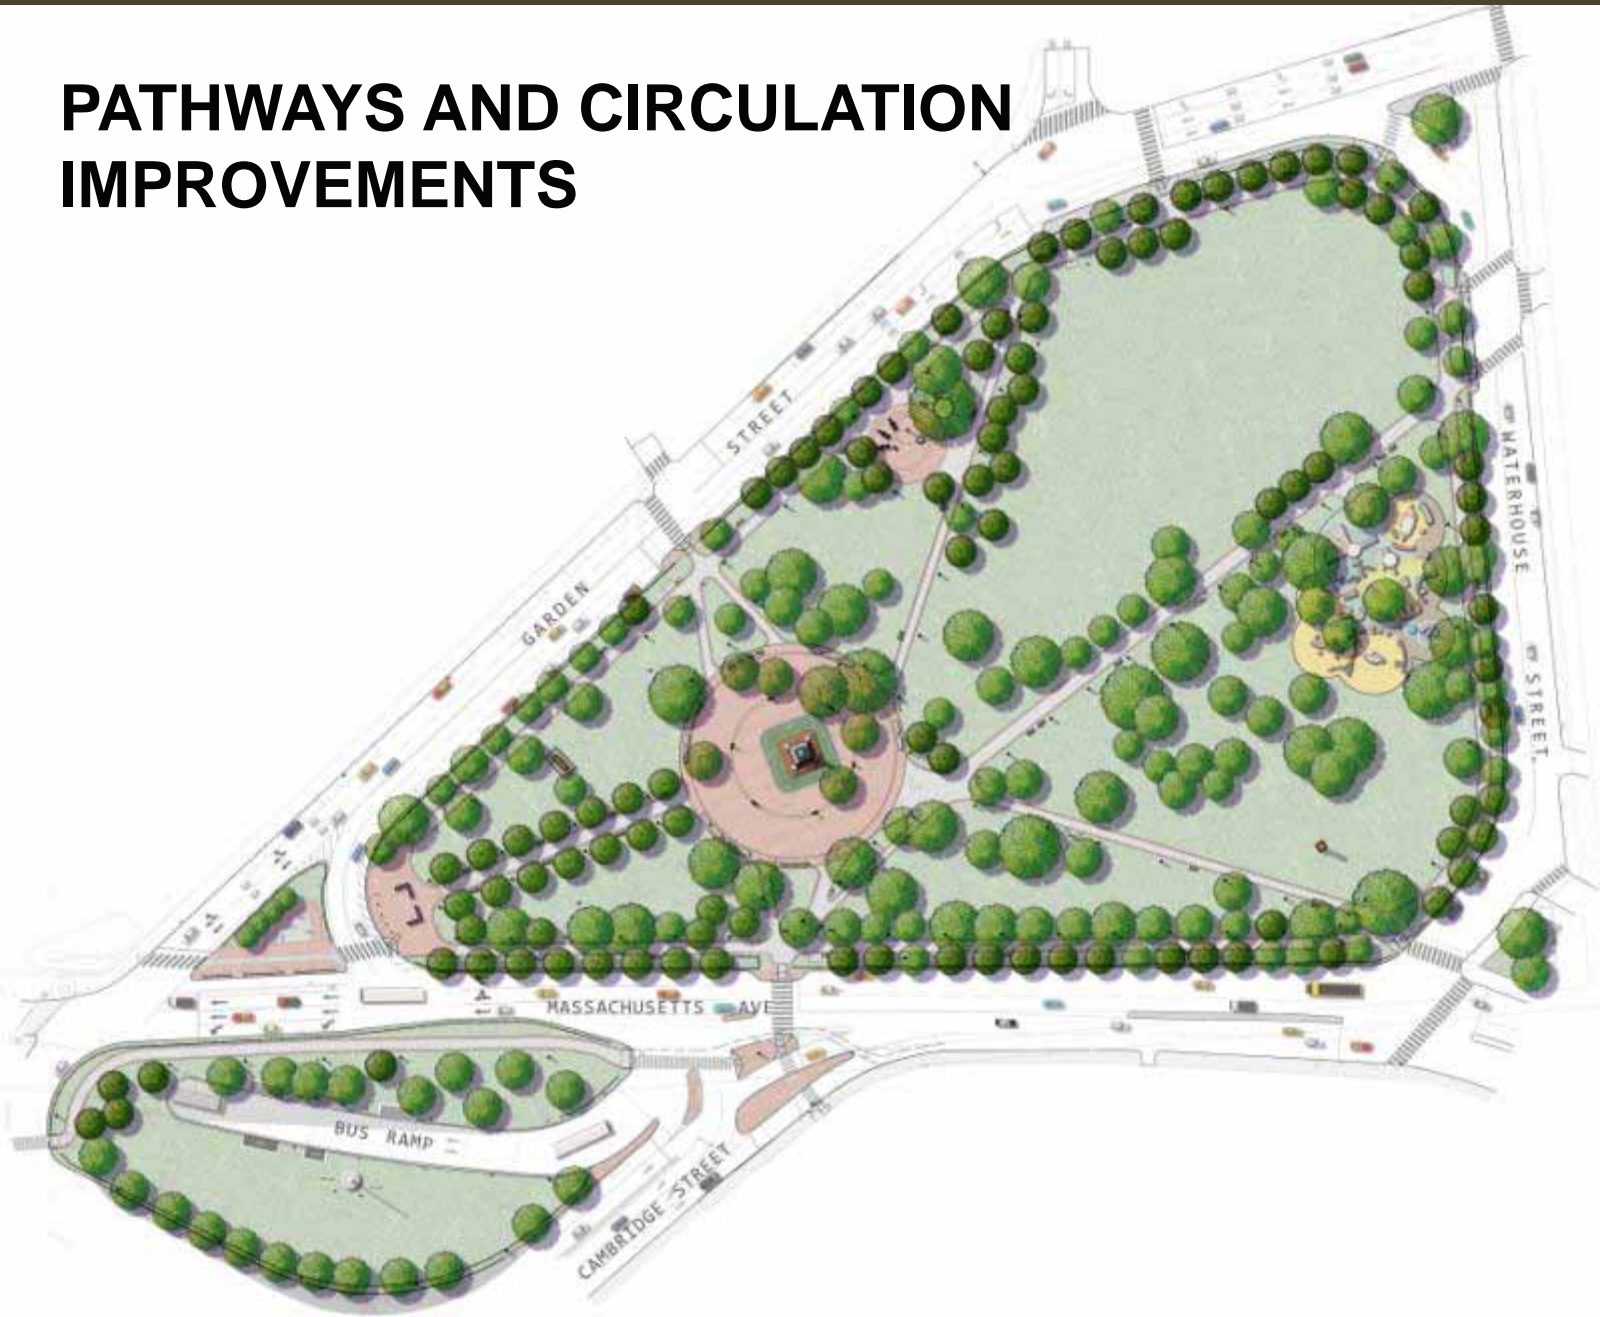 PATHWAYS AND CIRCULATION
IMPROVEMENTS
GARDEN STREET
WATERHOUSE STREET
MASSACHUSETTS AVE
BUS RAMP
CAMBRIDGE STREET